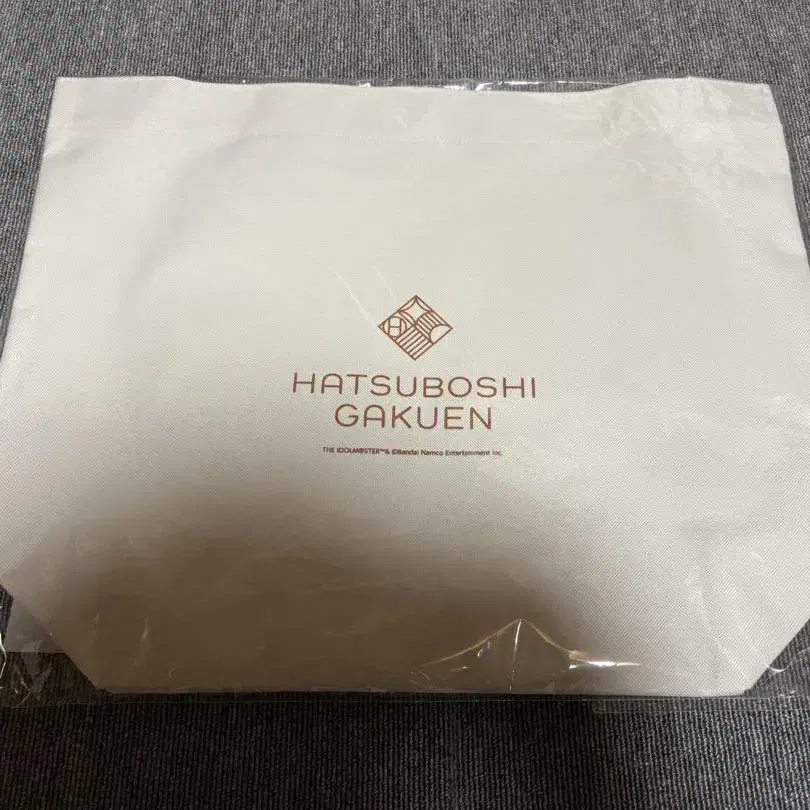 HATSUBOSHI
GAKUEN
THE IDOLM@STER™& ©Bandai Namco Entertainment Inc.